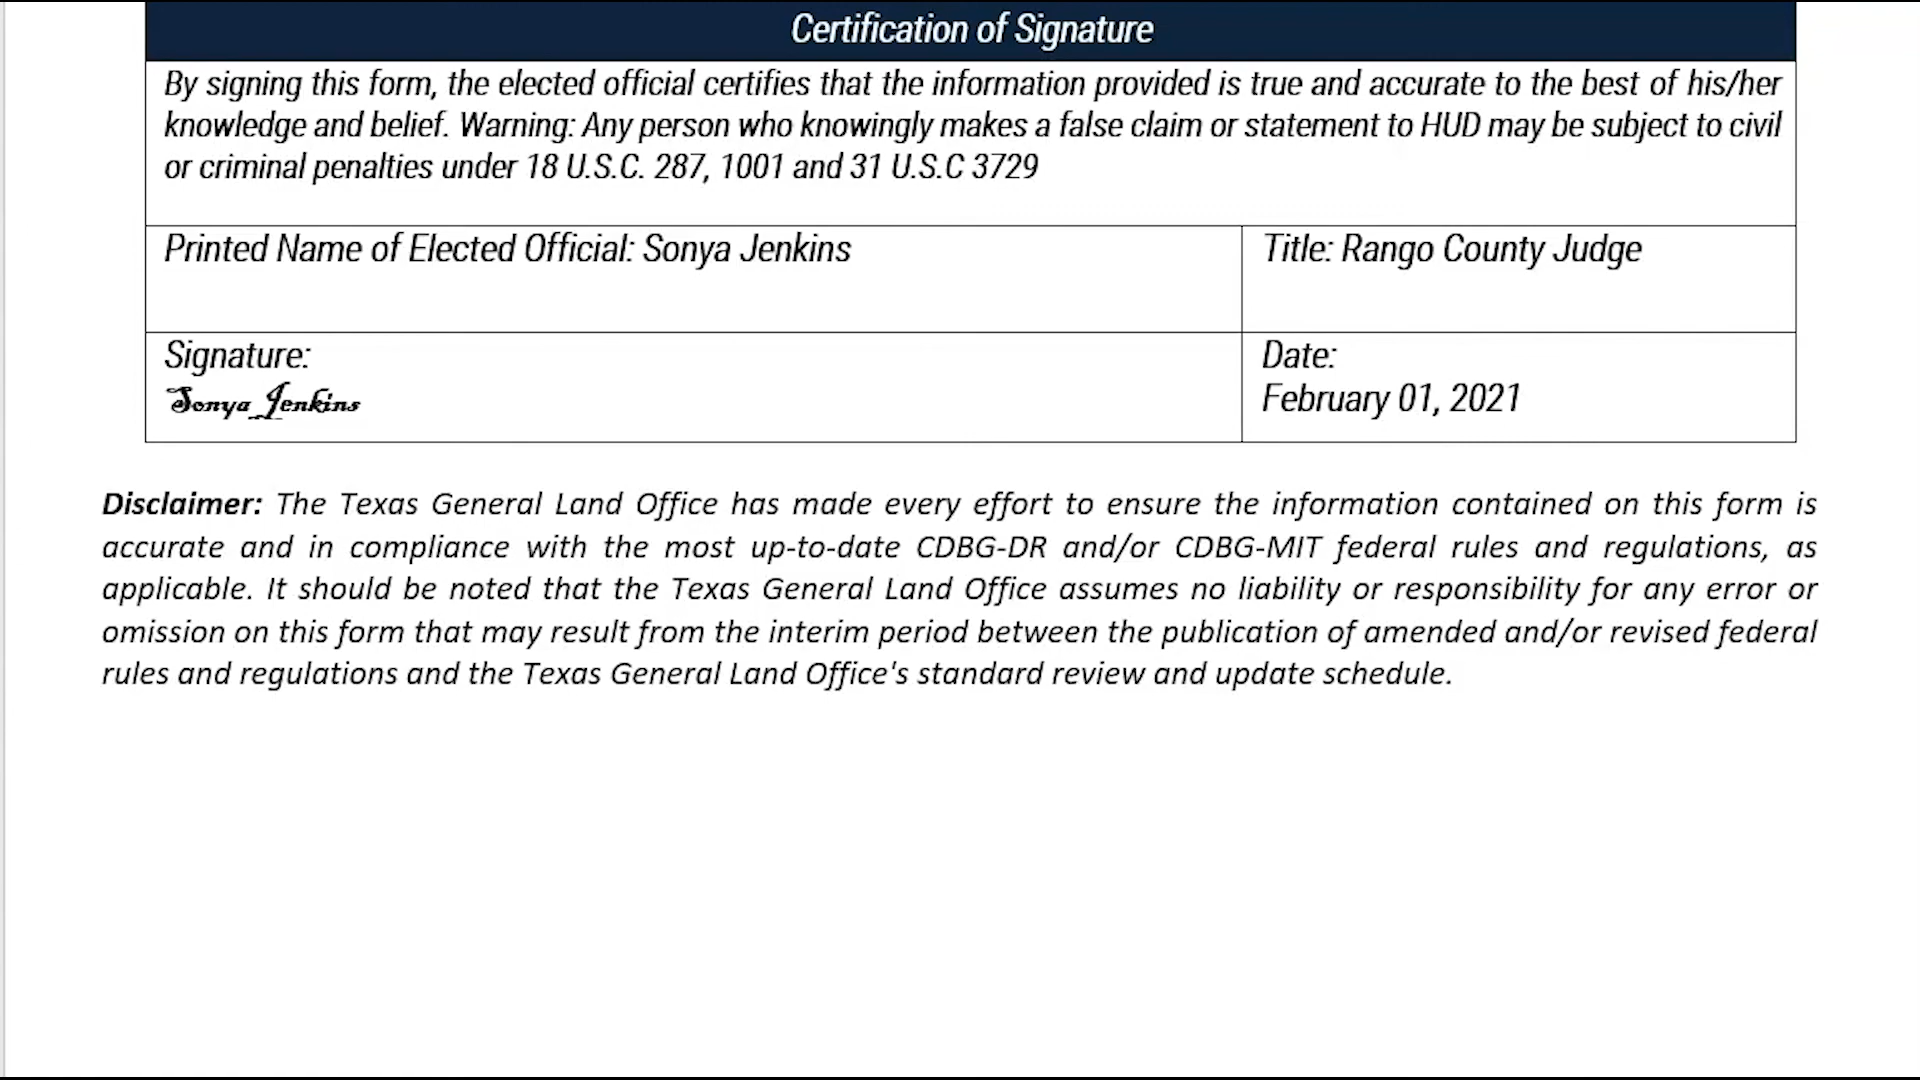 Certification of Signature
By signing this form, the elected official certifies that the information provided is true and accurate to the best of his/her
knowledge and belief. Warning: Any person who knowingly makes a false claim or statement to HUD may be subject to civil
or criminal penalties under 18 U.S.C. 287, 1001 and 31 U.S.C 3729
Printed Name of Elected Official: Sonya Jenkins
Title: Rango County Judge
Signature:
Sonya Jenkins
Date:
February 01, 2021
Disclaimer: The Texas General Land Office has made every effort to ensure the information contained on this form is
accurate and in compliance with the most up-to-date CDBG-DR and/or CDBG-MIT federal rules and regulations, as
applicable. It should be noted that the Texas General Land Office assumes no liability or responsibility for any error or
omission on this form that may result from the interim period between the publication of amended and/or revised federal
rules and regulations and the Texas General Land Office's standard review and update schedule.